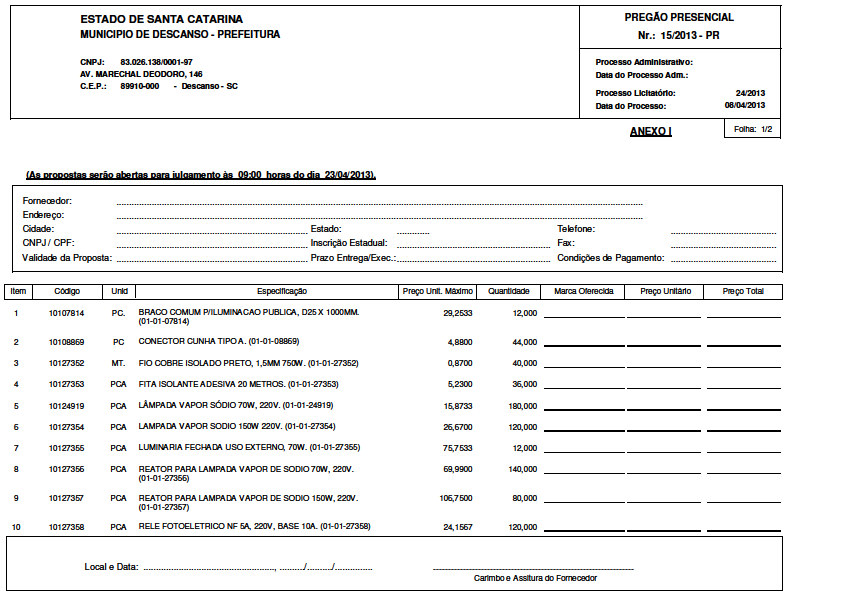 ESTADO DE SANTA CATARINA
MUNICIPIO DE DESCANSO - PREFEITURA
CNPJ: 83.026.138/0001-97
AV. MARECHAL DEODORO, 146
C.E.P.: 89910-000 - Descanso - SC
PREGÃO PRESENCIAL
Nr.: 15/2013 - PR
Processo Administrativo:
Data do Processo Adm.:
Processo Licitatório: 24/2013
Data do Processo: 08/04/2013
ANEXO I
Folha: 1/2
(As propostas serão abertas para julgamento às 09:00 horas do dia 23/04/2013).
Fornecedor:
Endereço:
Cidade: Estado: Telefone:
CNPJ / CPF: Inscrição Estadual: Fax:
Validade da Proposta: Prazo Entrega/Exec.: Condições de Pagamento:
Item Código Unid Especificação Preço Unit. Máximo Quantidade Marca Oferecida Preço Unitário Preço Total
1 10107814 PC. BRACO COMUM P/ILUMINACAO PUBLICA, D25 X 1000MM. 29,2533 12,000
(01-01-07814)
2 10108869 PC CONECTOR CUNHA TIPO A. (01-01-08869) 4,8800 44,000
3 10127352 MT. FIO COBRE ISOLADO PRETO, 1,5MM 750W. (01-01-27352) 0,8700 40,000
4 10127353 PCA FITA ISOLANTE ADESIVA 20 METROS. (01-01-27353) 5,2300 36,000
5 10124919 PCA LÂMPADA VAPOR SÓDIO 70W, 220V. (01-01-24919) 15,8733 180,000
6 10127354 PCA LAMPADA VAPOR SODIO 150W 220V. (01-01-27354) 26,6700 120,000
7 10127355 PCA LUMINARIA FECHADA USO EXTERNO, 70W. (01-01-27355) 75,7533 12,000
8 10127356 PCA REATOR PARA LAMPADA VAPOR DE SODIO 70W, 220V. 69,9900 140,000
(01-01-27356)
9 10127357 PCA REATOR PARA LAMPADA VAPOR DE SODIO 150W, 220V. 106,7500 80,000
(01-01-27357)
10 10127358 PCA RELE FOTOELETRICO NF 5A, 220V, BASE 10A. (01-01-27358) 24,1567 120,000
Local e Data: ......................................................, ........../........../...............
Carimbo e Assitura do Fornecedor